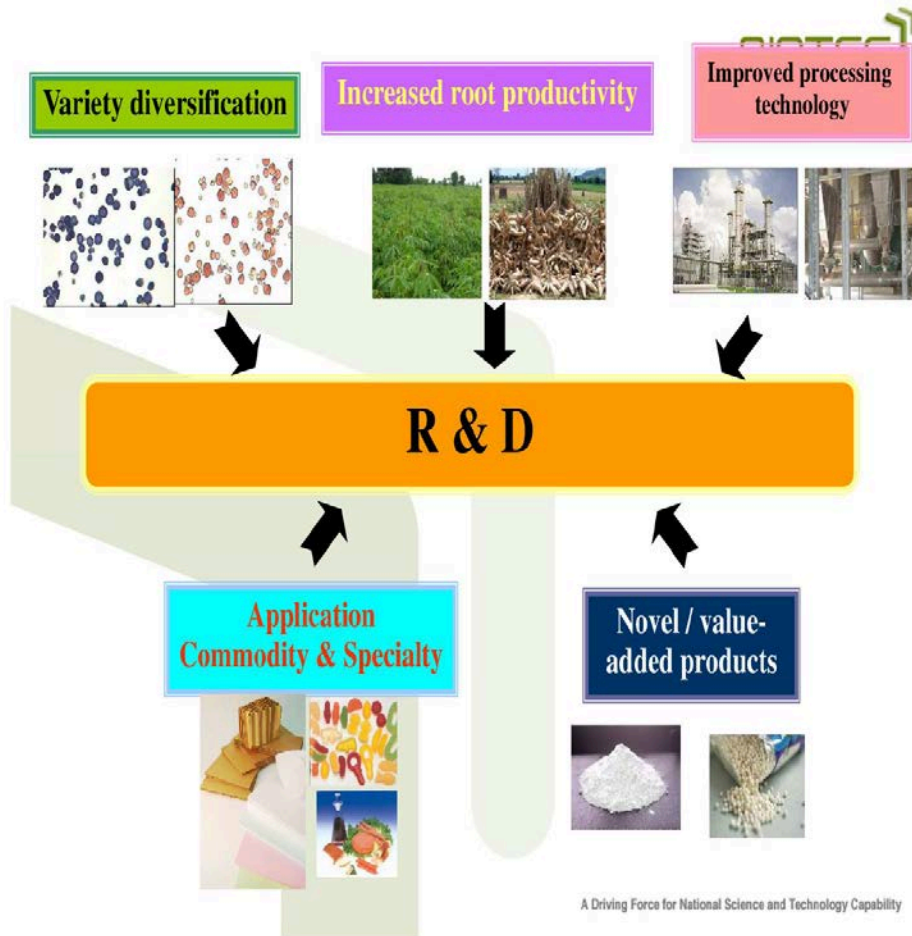 Variety diversification
Increased root productivity
Improved processing
technology
R & D
Application
Commodity & Specialty
Novel / value-
added products
A Driving Force for National Science and Technology Capability